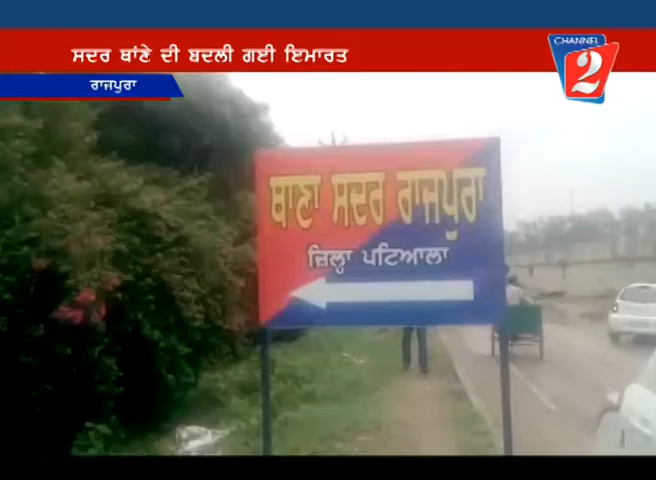 ਸਦਰ ਥਾਂਣੇ ਦੀ ਬਦਲੀ ਗਈ ਇਮਾਰਤ
ਰਾਜਪੁਰਾ
CHANNEL
2
ਥਾਣਾ ਸਦਰ ਰਾਜਪੁਰਾ
ਜ਼ਿਲ੍ਹਾ ਪਟਿਆਲਾ